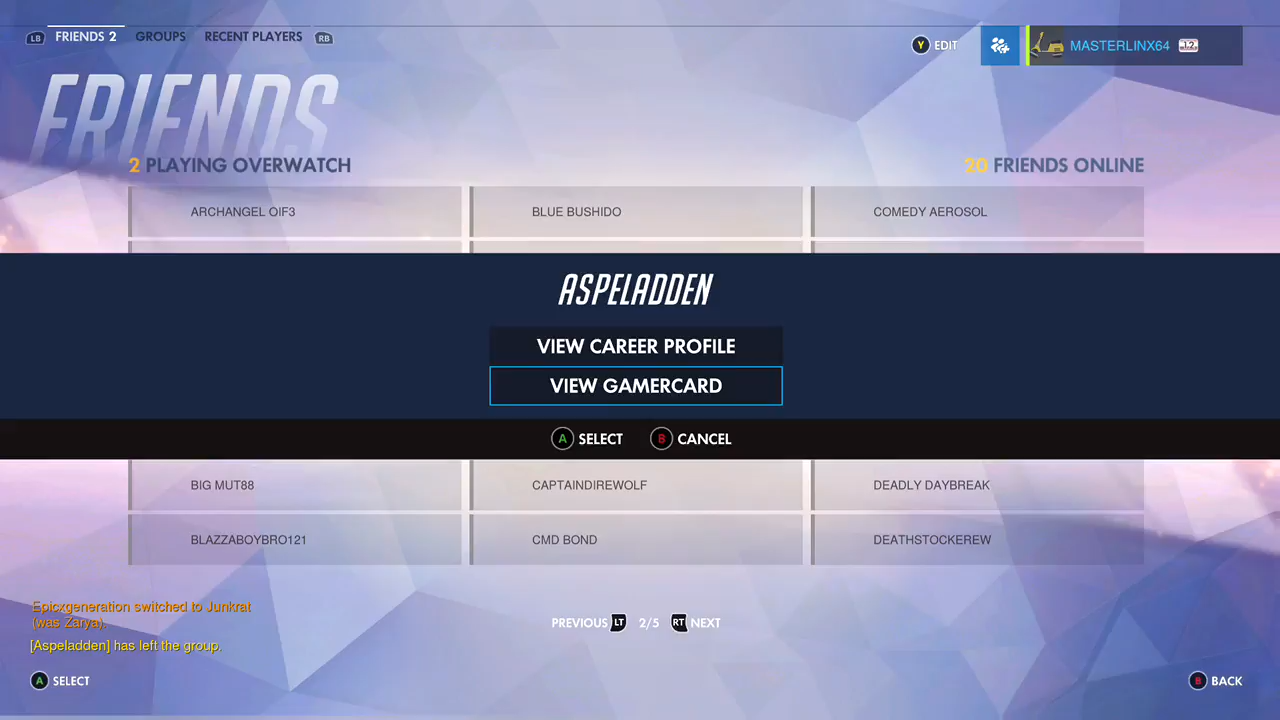 LB FRIENDS 2 GROUPS RECENT PLAYERS RB
Y EDIT
MASTERLINX64 12
FRIENDS
2 PLAYING OVERWATCH
20 FRIENDS ONLINE
ARCHANGEL OIF3
BLUE BUSHIDO
COMEDY AEROSOL
ASPELADDEN
VIEW CAREER PROFILE
VIEW GAMERCARD
A SELECT B CANCEL
BIG MUT88
CAPTAINDIREWOLF
DEADLY DAYBREAK
BLAZZABOYBRO121
CMD BOND
DEATHSTOCKEREW
Epicxgeneration switched to Junkrat
(was Zarya).
[Aspeladden] has left the group.
PREVIOUS LT 2/5 RT NEXT
A SELECT
B BACK